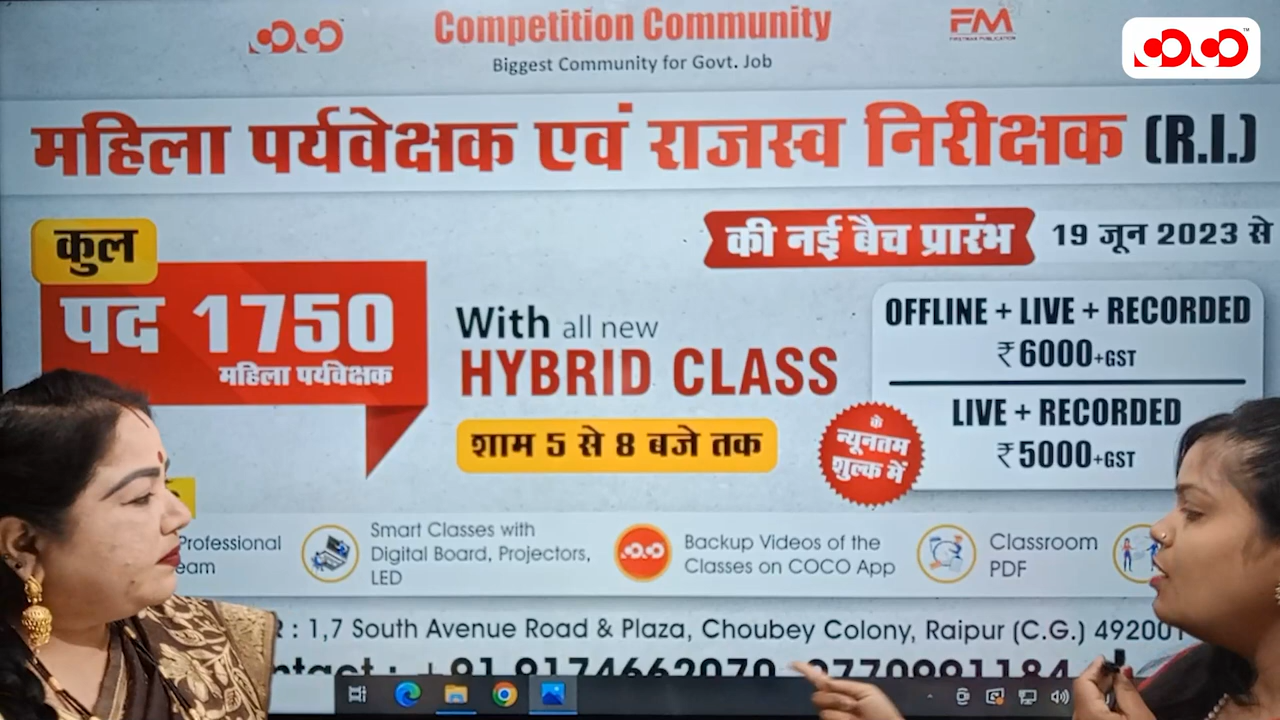 Competition Community
Biggest Community for Govt. Job
FM
महिला पर्यवेक्षक एवं राजस्व निरीक्षक (R.I.)
की नई बैच प्रारंभ 19 जून 2023 से
कुल
पद 1750
महिला पर्यवेक्षक
With all new
HYBRID CLASS
शाम 5 से 8 बजे तक
OFFLINE + LIVE + RECORDED
₹6000+GST
LIVE + RECORDED
₹5000+GST
के
न्यूनतम
शुल्क में
Professional
Smart Classes with
Digital Board, Projectors,
LED
Backup Videos of the
Classes on COCO App
Classroom
PDF
: 1,7 South Avenue Road & Plaza, Choubey Colony, Raipur (C.G.) 492001
+91 9174662070